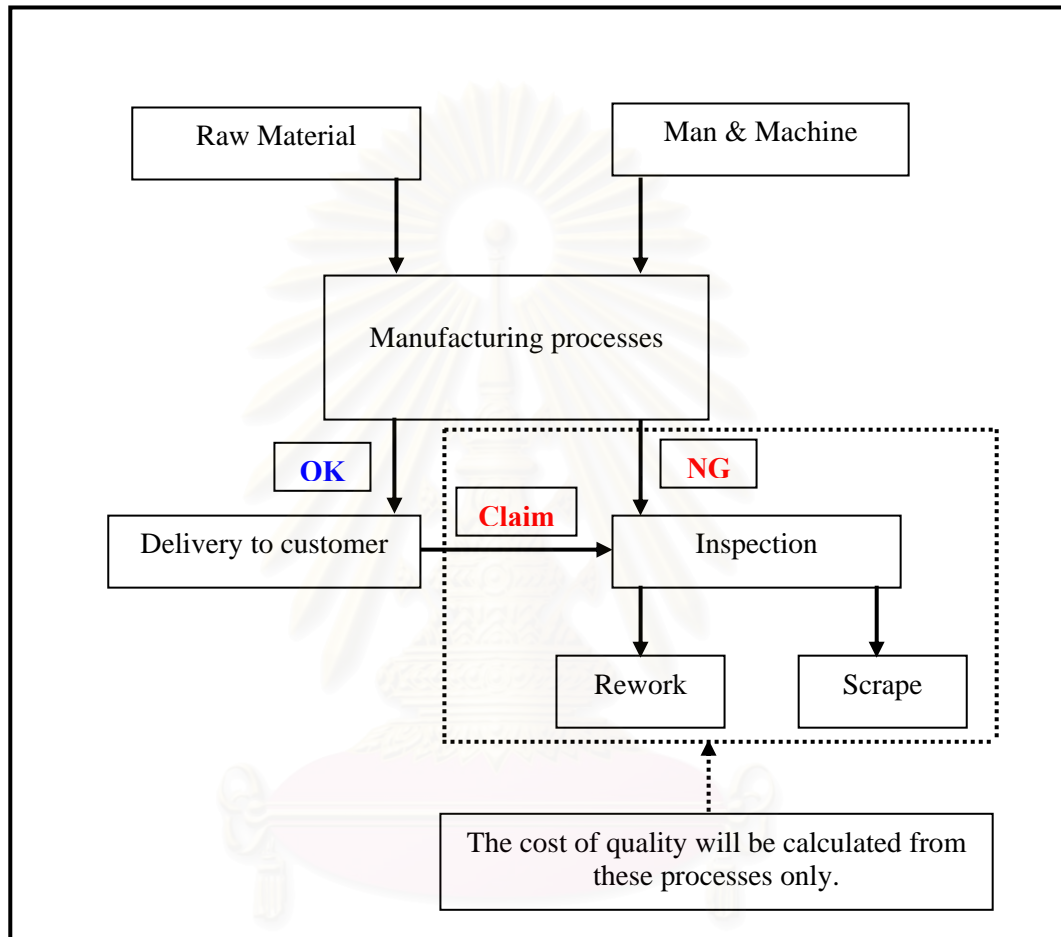 Raw Material
Man & Machine
Manufacturing processes
OK
NG
Claim
Delivery to customer
Inspection
Rework
Scrape
The cost of quality will be calculated from
these processes only.